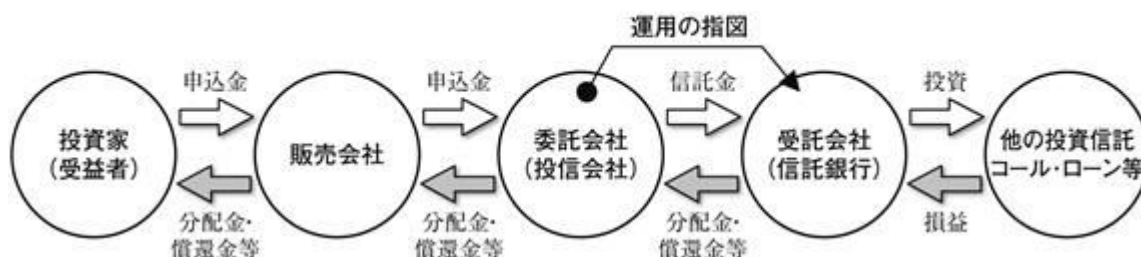 運用の指図
申込金
申込金
信託金
投資
投資家
(受益者)
販売会社
委託会社
(投信会社)
受託会社
(信託銀行)
他の投資信託
コール・ローン等
分配金・
償還金等
分配金・
償還金等
分配金・
償還金等
損益